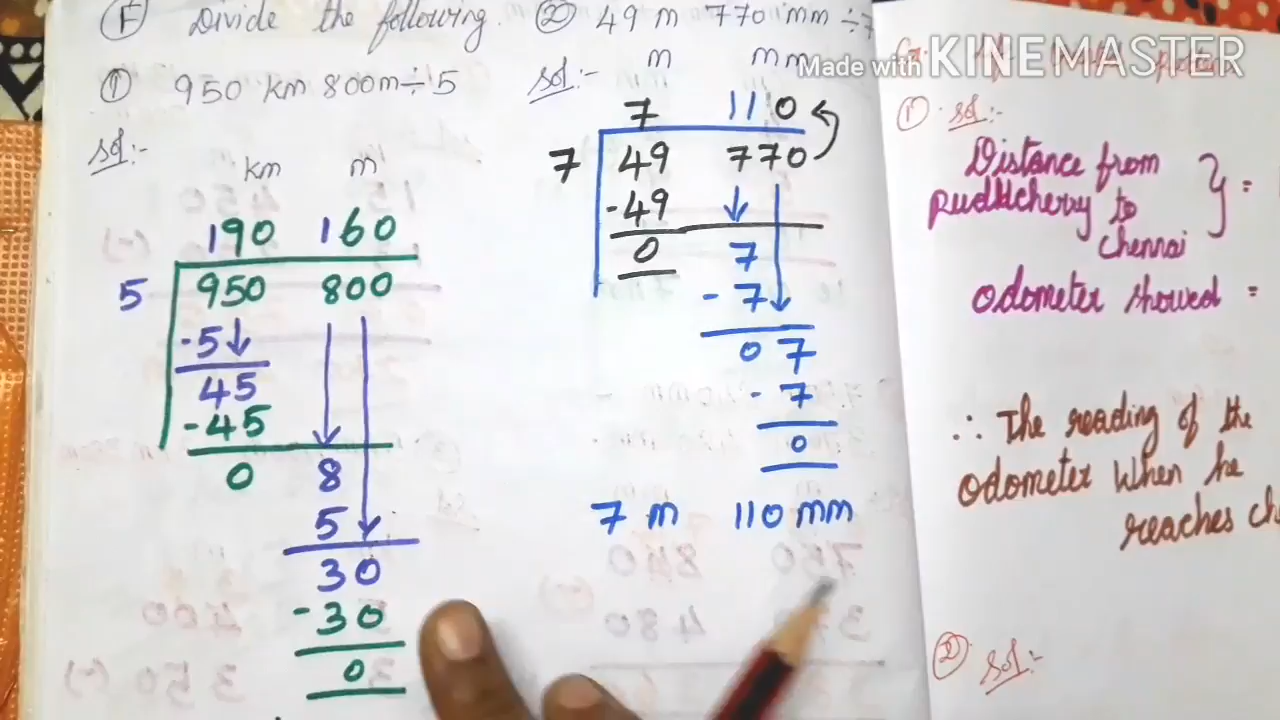 F Divide the following.
① 950 km 800m÷5
Sol:-
km m
190 160
5 950 800
-5
45
-45
0 8
5
30
-30
0
② 49 m 770 mm ÷7
Sol:-
m mm
7 110
7 49 770
-49
0 7
-7
07
-7
0
7 m 110 mm
Made with KINEMASTER
① Sol:-
Distance from
Puducherry to
Chennai } =
Odometer showed =
∴ The reading of the
odometer when he
reaches
② Sol:-